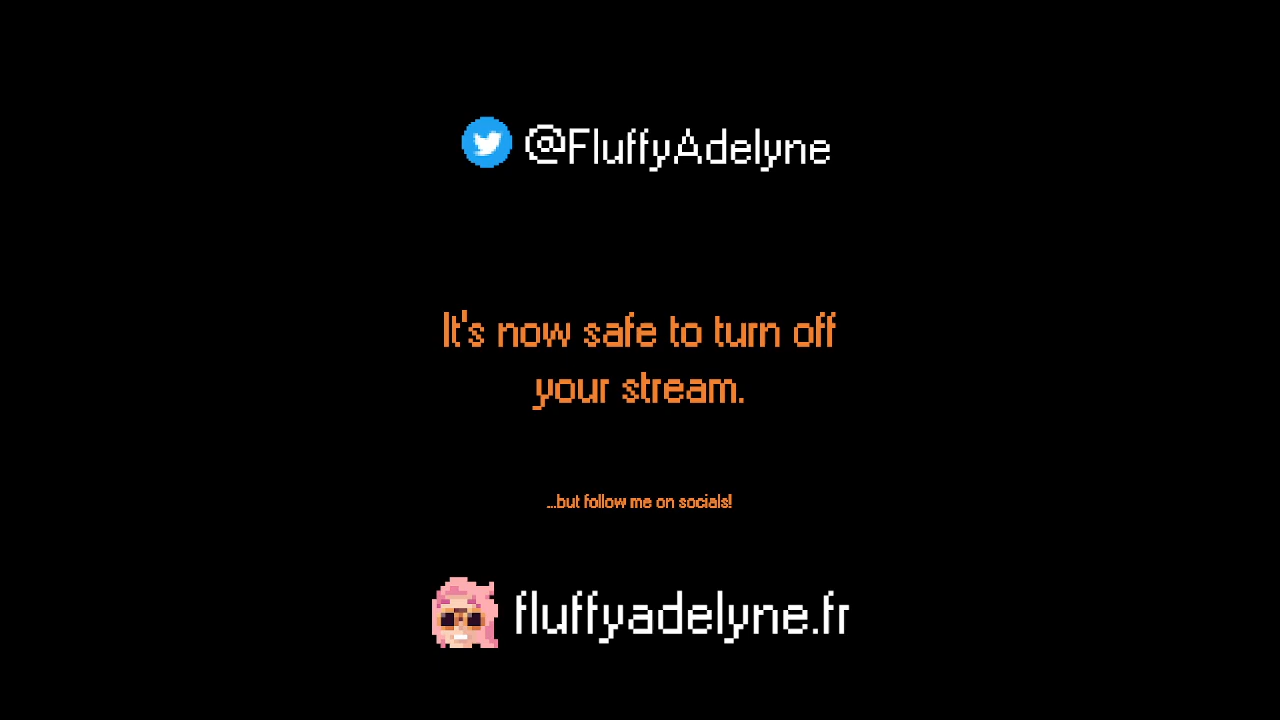 @FluffyAdelyne
It's now safe to turn off
your stream.
...but follow me on socials!
fluffyadelyne.fr